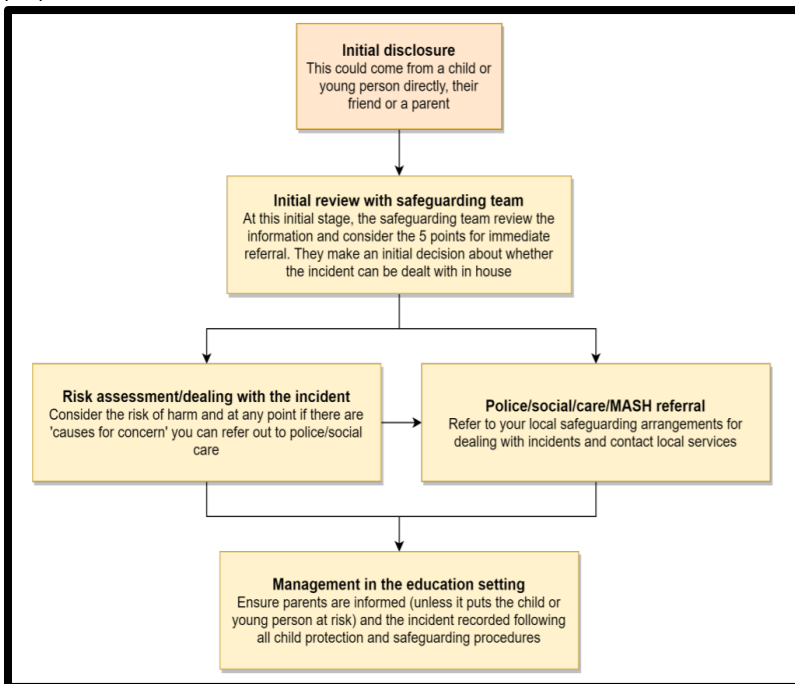 Initial disclosure
This could come from a child or
young person directly, their
friend or a parent
Initial review with safeguarding team
At this initial stage, the safeguarding team review the
information and consider the 5 points for immediate
referral. They make an initial decision about whether
the incident can be dealt with in house
Risk assessment/dealing with the incident
Consider the risk of harm and at any point if there are
'causes for concern' you can refer out to police/social
care
Police/social/care/MASH referral
Refer to your local safeguarding arrangements for
dealing with incidents and contact local services
Management in the education setting
Ensure parents are informed (unless it puts the child or
young person at risk) and the incident recorded following
all child protection and safeguarding procedures